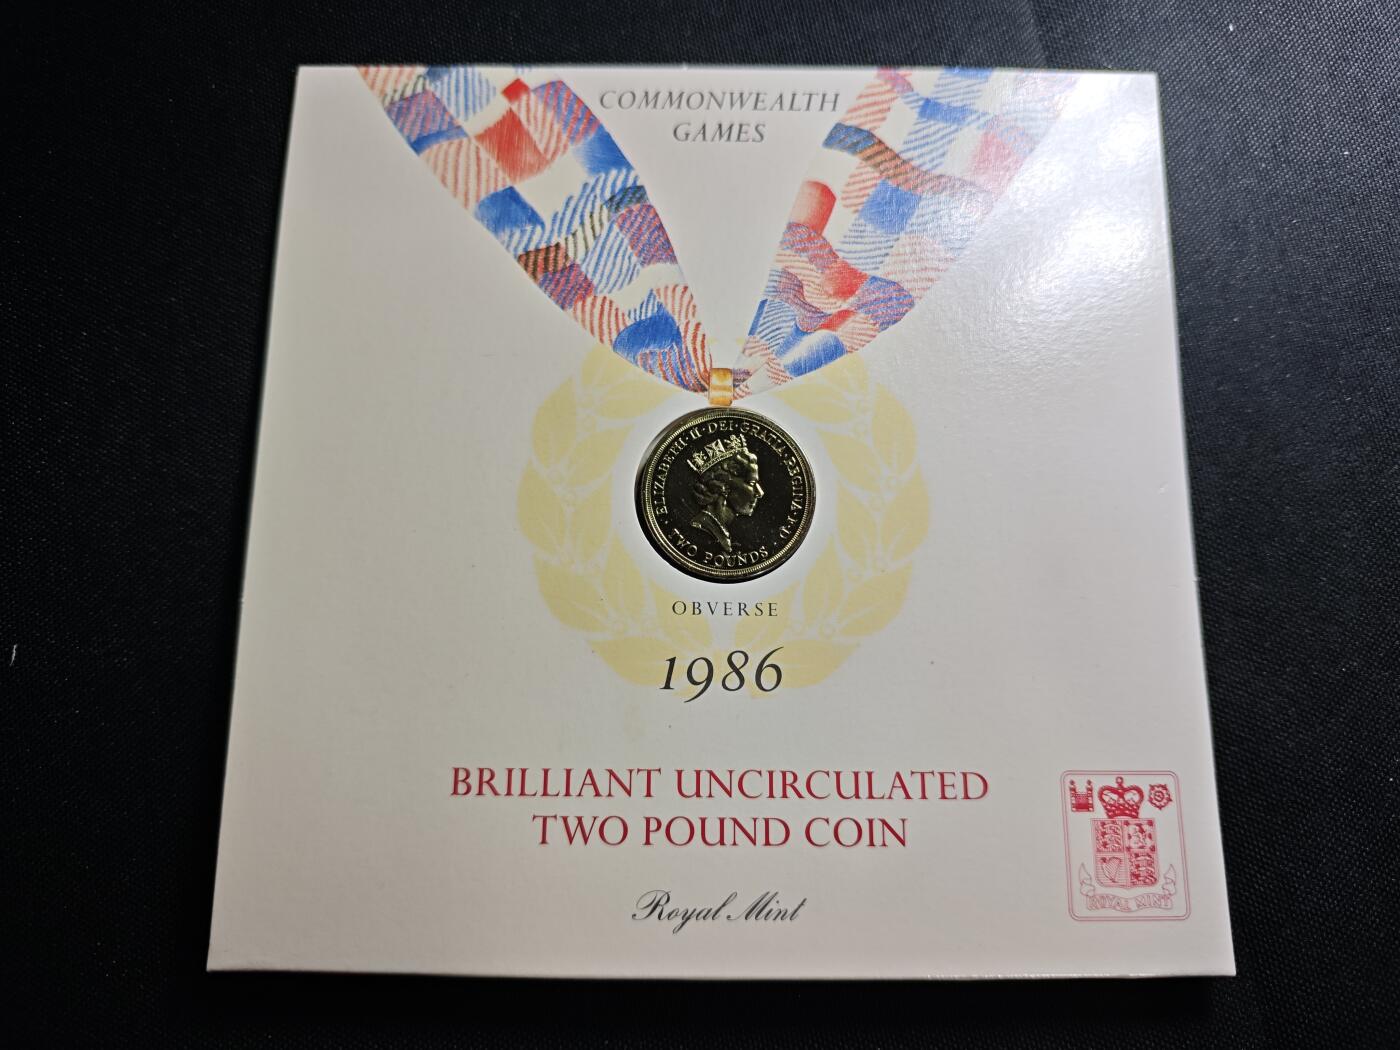 COMMONWEALTH
GAMES
ELIZABETH·II·DEI·GRATIA·REGINA·F·D·
TWO POUNDS
OBVERSE
1986
BRILLIANT UNCIRCULATED
TWO POUND COIN
Royal Mint
ROYAL MINT